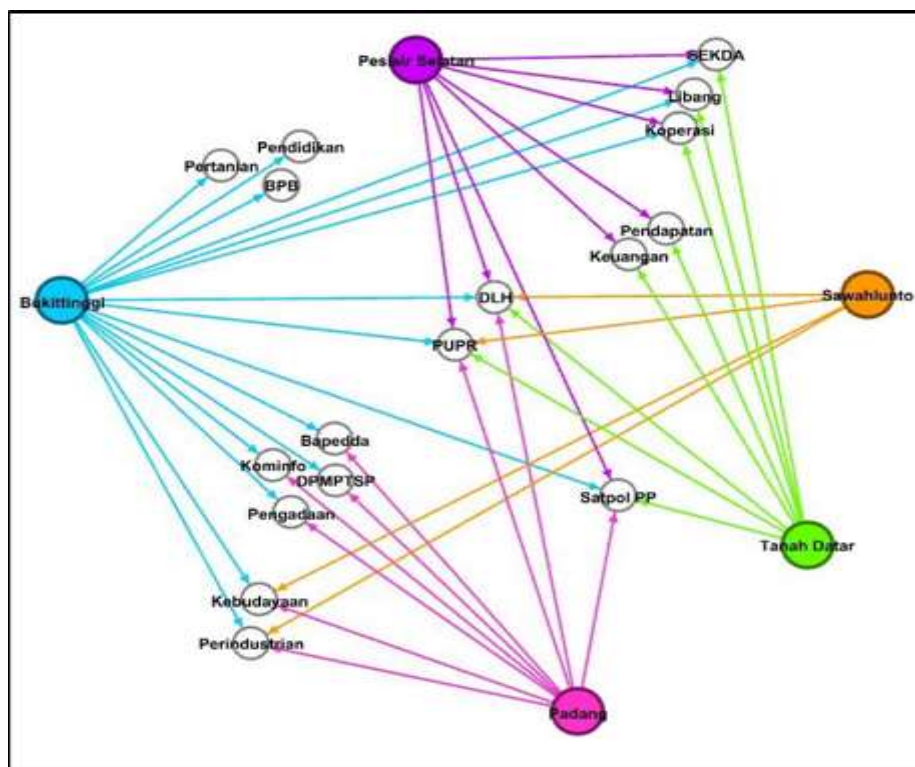 Pesisir Selatan
SEKDA
Libang
Koperasi
Pendidikan
Pertanian
BPB
Pendapatan
Keuangan
Bukittinggi
DLH
Sawahlunto
PUPR
Bapedda
Kominfo
DPMPTSP
Satpol PP
Pengadaan
Tanah Datar
Kebudayaan
Perindustrian
Padang